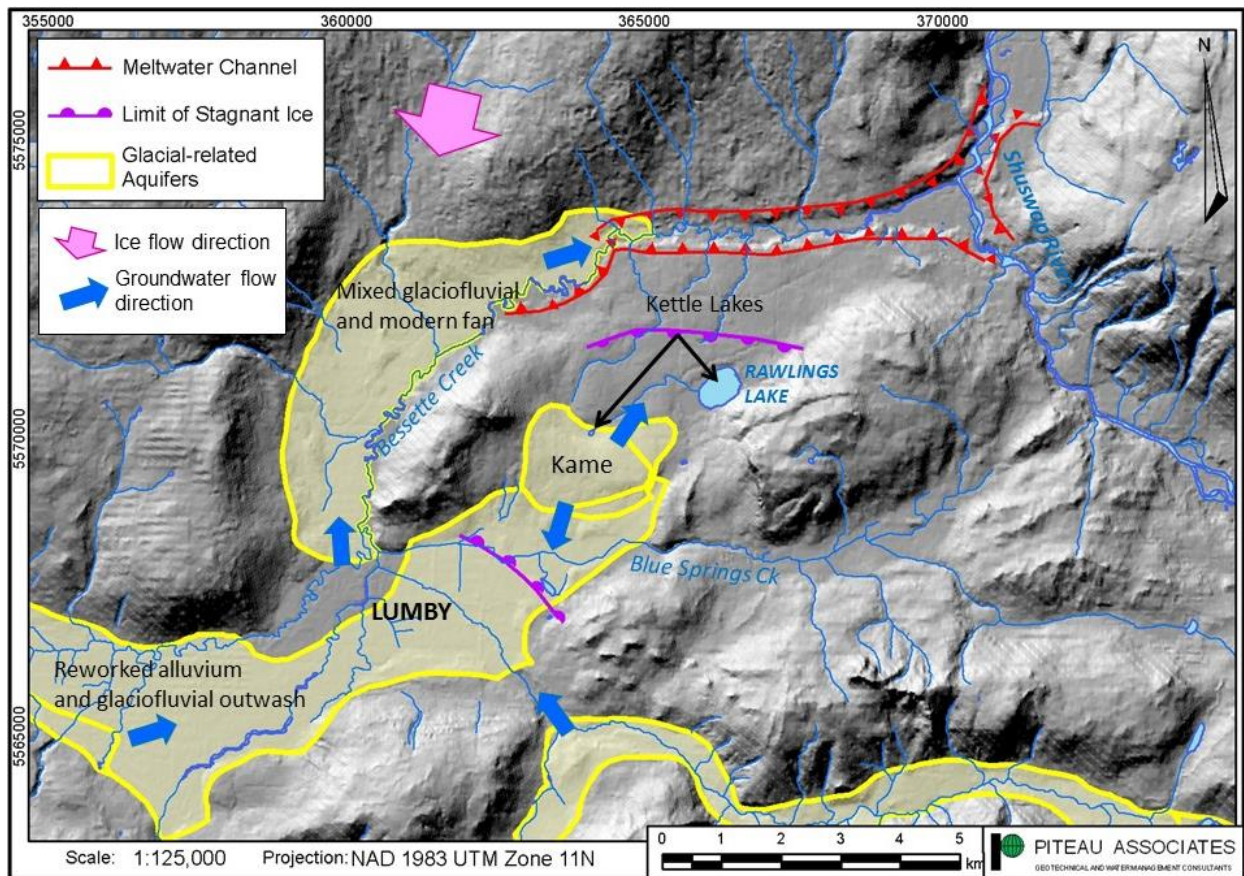 355000
360000
365000
370000
Meltwater Channel
Limit of Stagnant Ice
Glacial-related
Aquifers
Ice flow direction
Groundwater flow
direction
N
5575000
5570000
5565000
Shuswap River
Mixed glaciofluvial
and modern fan
Kettle Lakes
RAWLINGS
LAKE
Bessette Creek
Kame
Blue Springs Ck
LUMBY
Reworked alluvium
and glaciofluvial outwash
Scale: 1:125,000
Projection: NAD 1983 UTM Zone 11N
0 1 2 3 4 5
km
PITEAU ASSOCIATES
GEOTECHNICAL AND WATER MANAGEMENT CONSULTANTS